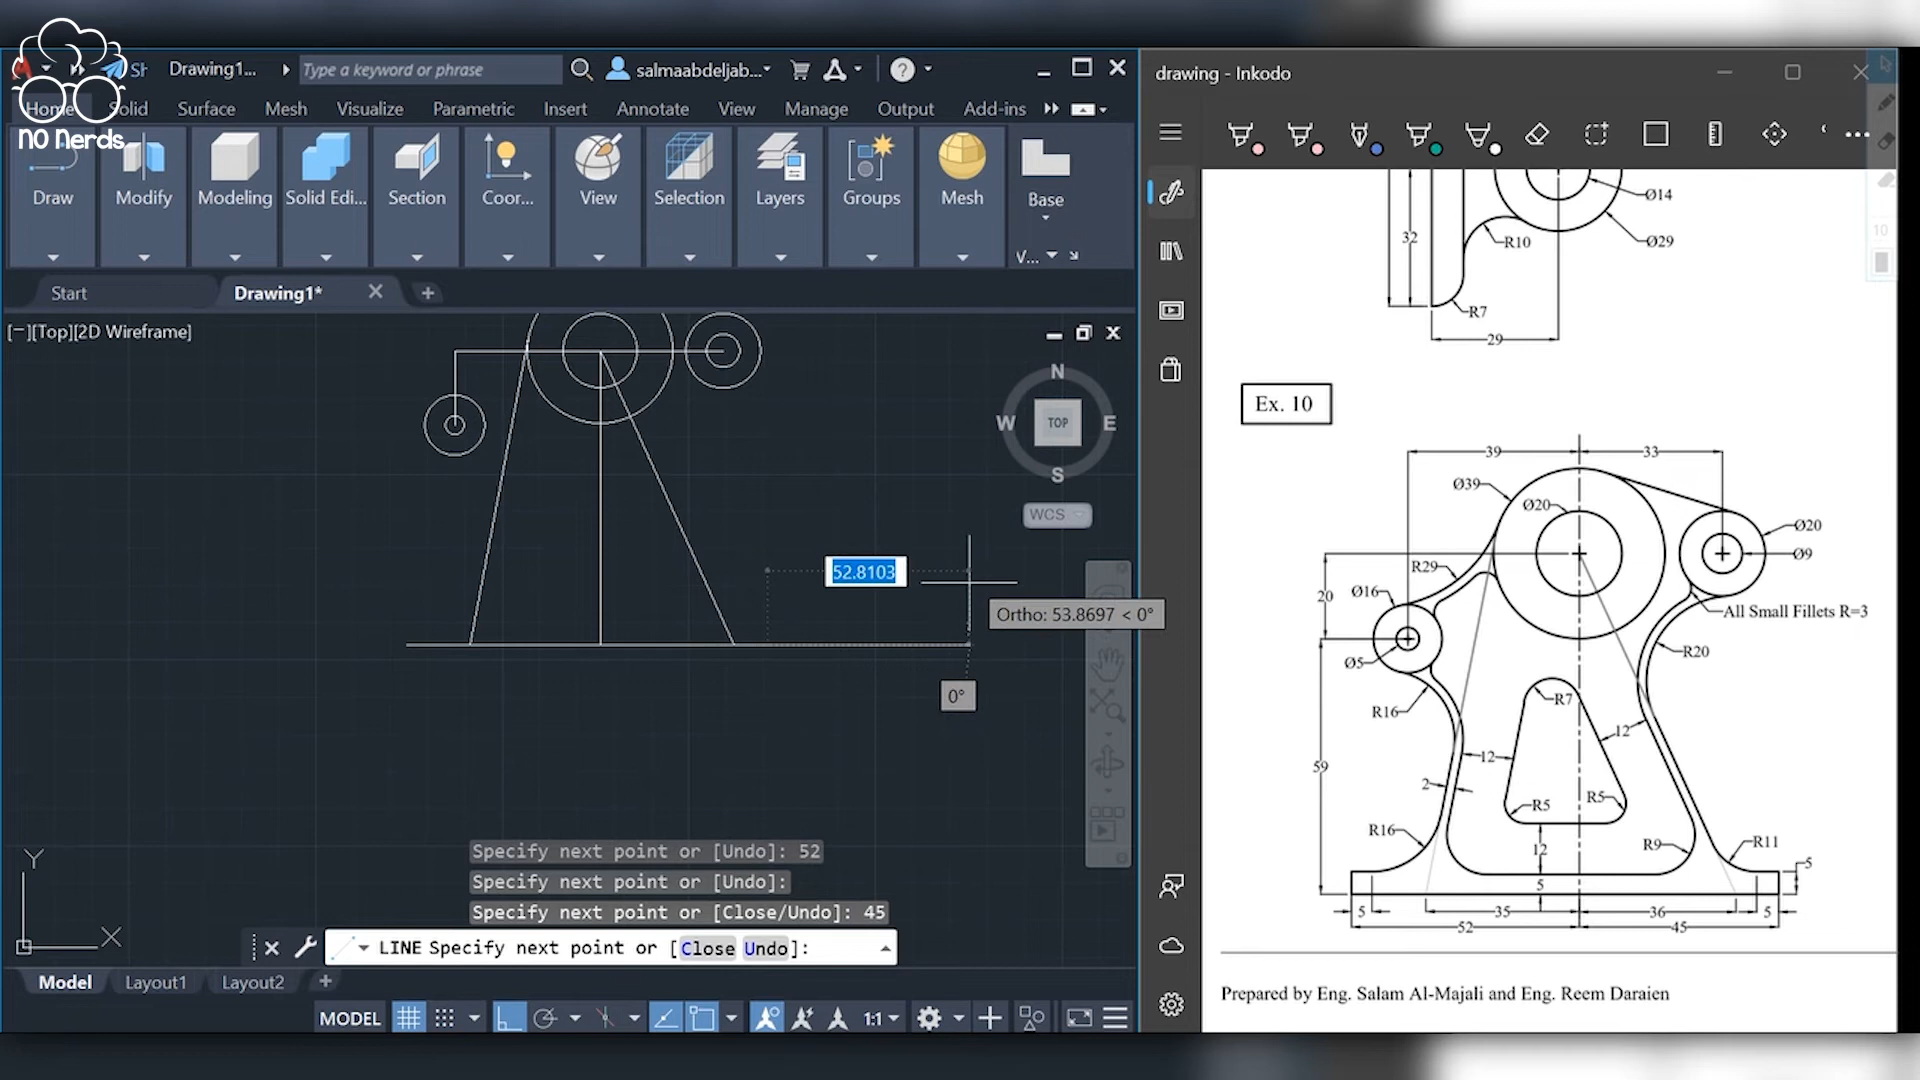 NO Nerds
Sh
Drawing1...
Type a keyword or phrase
salmaabdeljab...
?
drawing - Inkodo
Home Solid Surface Mesh Visualize Parametric Insert Annotate View Manage Output Add-ins
Draw Modify Modeling Solid Edi... Section Coor... View Selection Layers Groups Mesh Base
V...
Start Drawing1*
[−][Top][2D Wireframe]
N
W TOP E
S
WCS
52.8103
Ortho: 53.8697 < 0°
0°
Y
X
Specify next point or [Undo]: 52
Specify next point or [Undo]:
Specify next point or [Close/Undo]: 45
LINE Specify next point or [Close Undo]:
Model Layout1 Layout2
MODEL 1:1
10
Ø14
32 R10 Ø29
R7
29
Ex. 10
39 33
Ø39
Ø20 Ø20
Ø9
R29
20 Ø16 All Small Fillets R=3
R20
Ø5
R7
R16
12
12
59
2
R5 R5
R16
12 R9 R11
5
5
5 35 36 5
52 45
Prepared by Eng. Salam Al-Majali and Eng. Reem Daraien